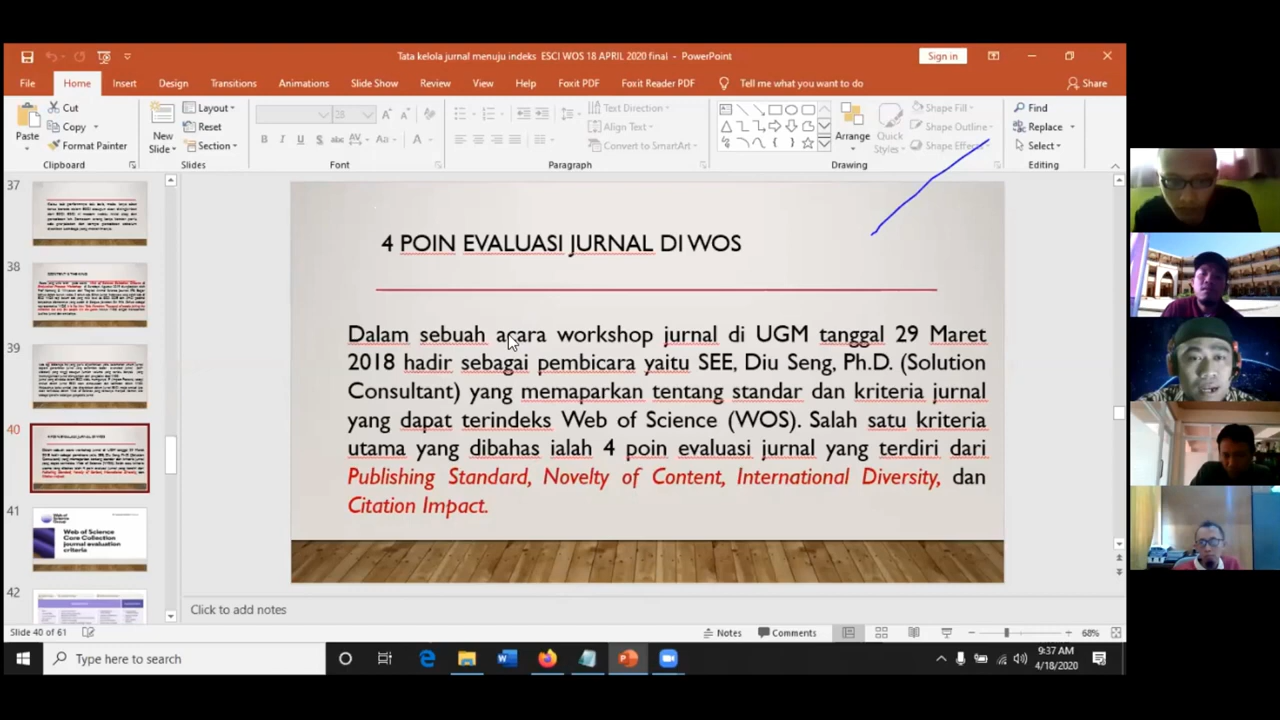 Tata kelola jurnal menuju indeks ESCI WOS 18 APRIL 2020 final - PowerPoint
Sign in
File Home Insert Design Transitions Animations Slide Show Review View Help Foxit PDF Foxit Reader PDF Tell me what you want to do Share
Paste
Cut
Copy
Format Painter
Clipboard
New
Slide
Layout
Reset
Section
Slides
28
Font
Text Direction
Align Text
Convert to SmartArt
Paragraph
Arrange
Quick
Styles
Shape Fill
Shape Outline
Shape Effects
Drawing
Find
Replace
Select
Editing
37
38
39
40
41
Web of Science
Core Collection
journal evaluation
criteria
42
4 POIN EVALUASI JURNAL DI WOS
Dalam sebuah acara workshop jurnal di UGM tanggal 29 Maret
2018 hadir sebagai pembicara yaitu SEE, Diu Seng, Ph.D. (Solution
Consultant) yang memaparkan tentang standar dan kriteria jurnal
yang dapat terindeks Web of Science (WOS). Salah satu kriteria
utama yang dibanas ialah 4 poin evaluasi jurnal yang terdiri dari
Publishing Standard, Novelty of Content, International Diversity, dan
Citation Impact.
Click to add notes
Slide 40 of 61
Notes
Comments
68%
Type here to search
9:37 AM
4/18/2020